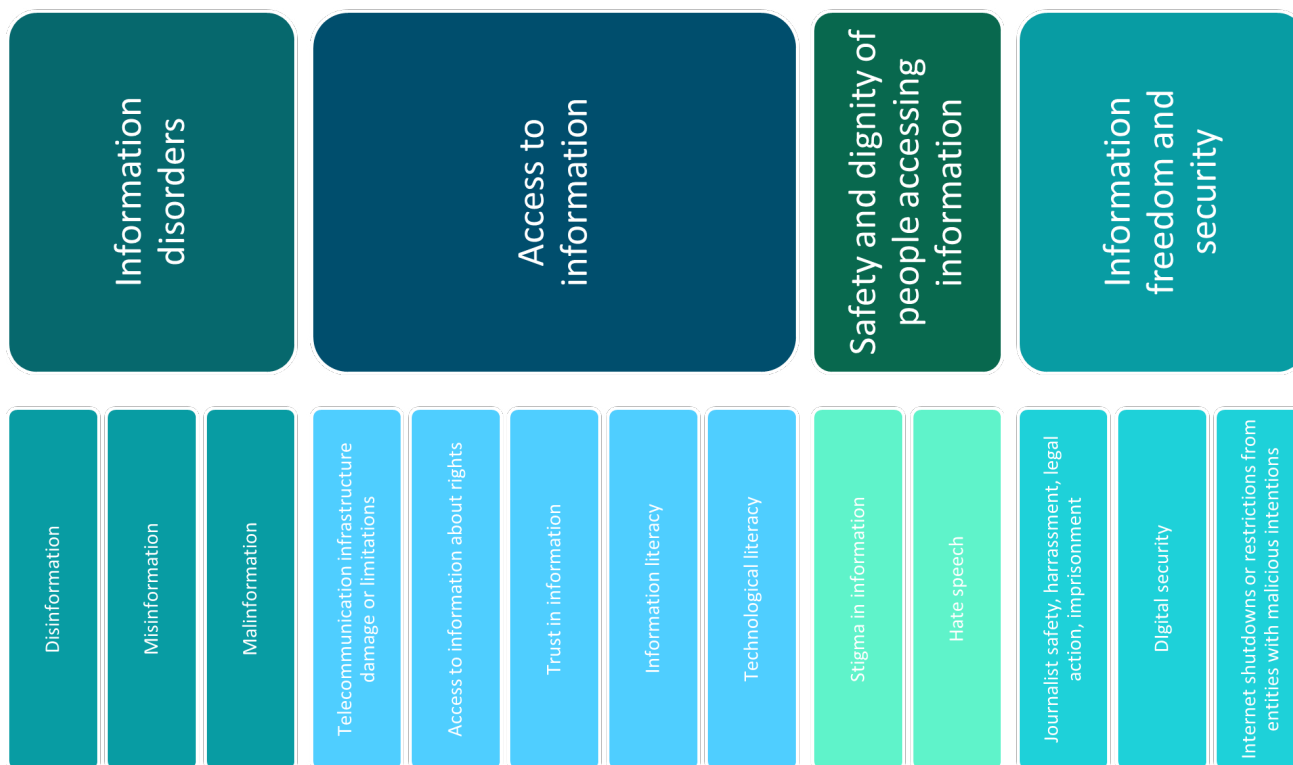 Information
disorders
Access to
information
Safety and dignity of
people accessing
information
Information
freedom and
security
Disinformation
Misinformation
Malinformation
Telecommunication infrastructure
damage or limitations
Access to information about rights
Trust in information
Information literacy
Technological literacy
Stigma in information
Hate speech
Journalist safety, harrassment, legal
action, imprisonment
DIgital security
Internet shutdowns or restrictions from
entities with malicious intentions